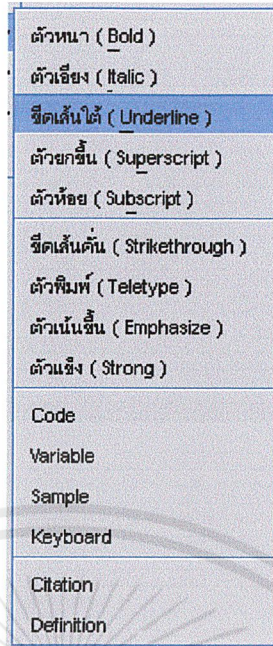 ตัวหนา ( Bold )
ตัวเอียง ( Italic )
ขีดเส้นใต้ ( Underline )
ตัวยกขึ้น ( Superscript )
ตัวห้อย ( Subscript )
ขีดเส้นคั่น ( Strikethrough )
ตัวพิมพ์ ( Teletype )
ตัวเน้นขึ้น ( Emphasize )
ตัวแข็ง ( Strong )
Code
Variable
Sample
Keyboard
Citation
Definition